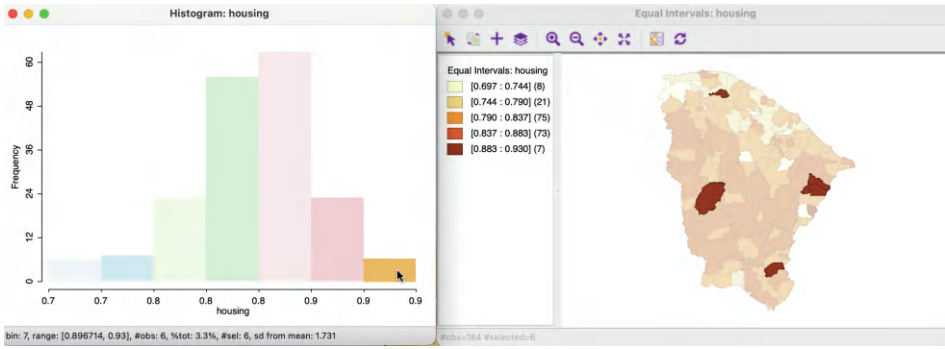 Histogram: housing
Frequency
60
48
36
24
12
0
0.7 0.7 0.8 0.8 0.8 0.9 0.9 0.9
housing
bin: 7, range: [0.896714, 0.93], #obs: 6, %tot: 3.3%, #sel: 6, sd from mean: 1.731
Equal Intervals: housing
Equal Intervals: housing
[0.697 : 0.744] (8)
[0.744 : 0.790] (21)
[0.790 : 0.837] (75)
[0.837 : 0.883] (73)
[0.883 : 0.930] (7)
#obs=184 #selected=6